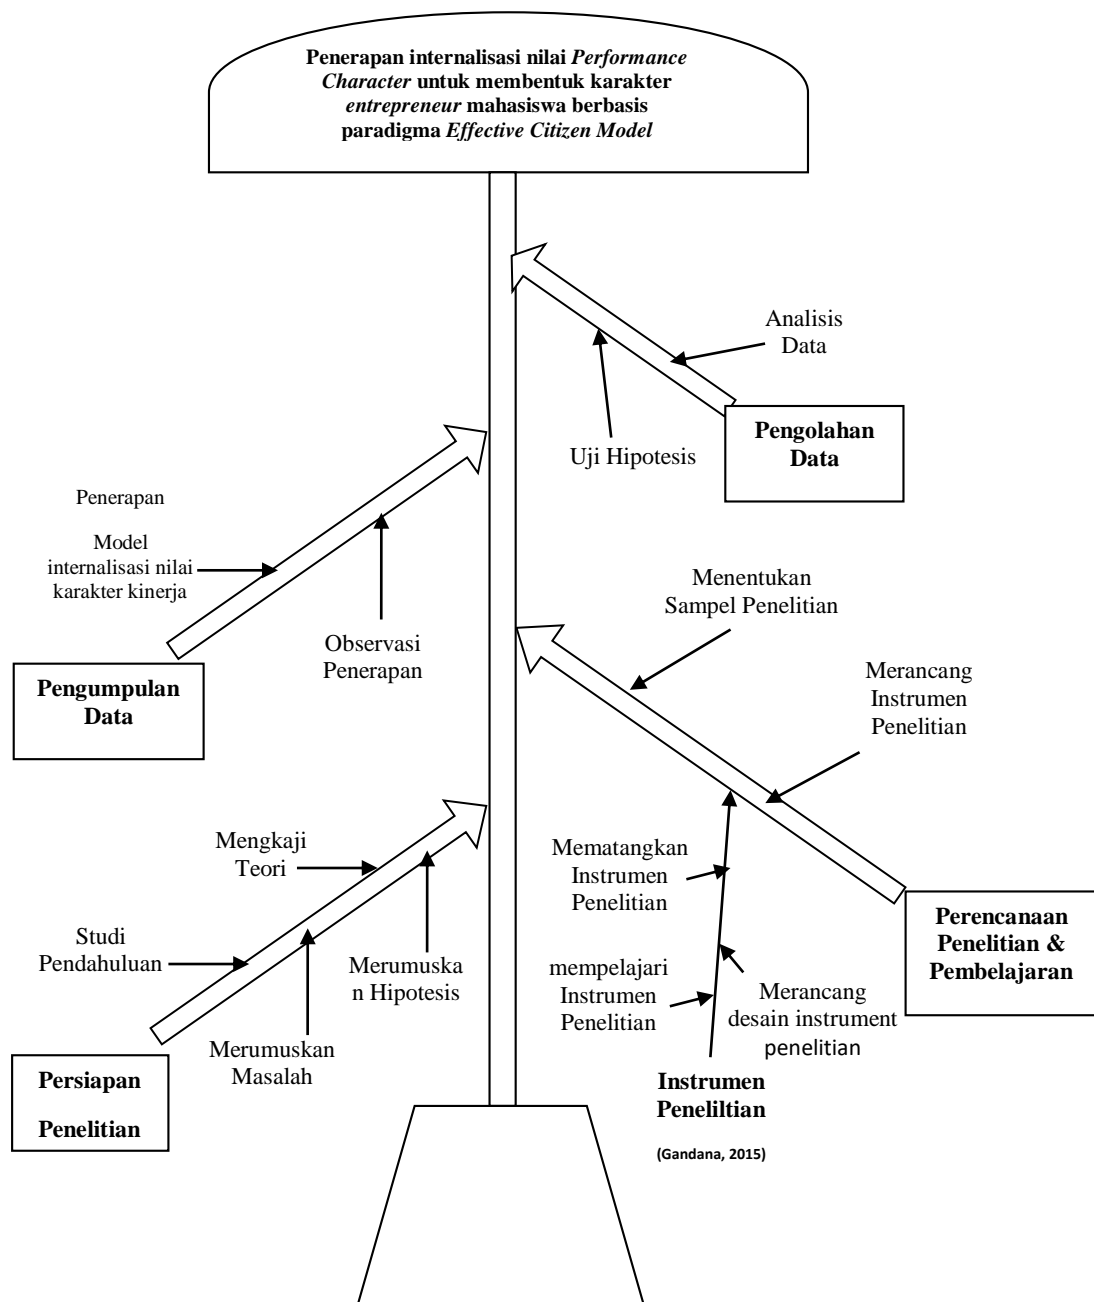 Penerapan internalisasi nilai Performance
Character untuk membentuk karakter
entrepreneur mahasiswa berbasis
paradigma Effective Citizen Model
Analisis
Data
Uji Hipotesis
Pengolahan
Data
Penerapan
Model
internalisasi nilai
karakter kinerja
Observasi
Penerapan
Pengumpulan
Data
Menentukan
Sampel Penelitian
Merancang
Instrumen
Penelitian
Mematangkan
Instrumen
Penelitian
mempelajari
Instrumen
Penelitian
Merancang
desain instrument
penelitian
Instrumen
Peneliltian
(Gandana, 2015)
Perencanaan
Penelitian &
Pembelajaran
Mengkaji
Teori
Studi
Pendahuluan
Merumuska
n Hipotesis
Merumuskan
Masalah
Persiapan
Penelitian